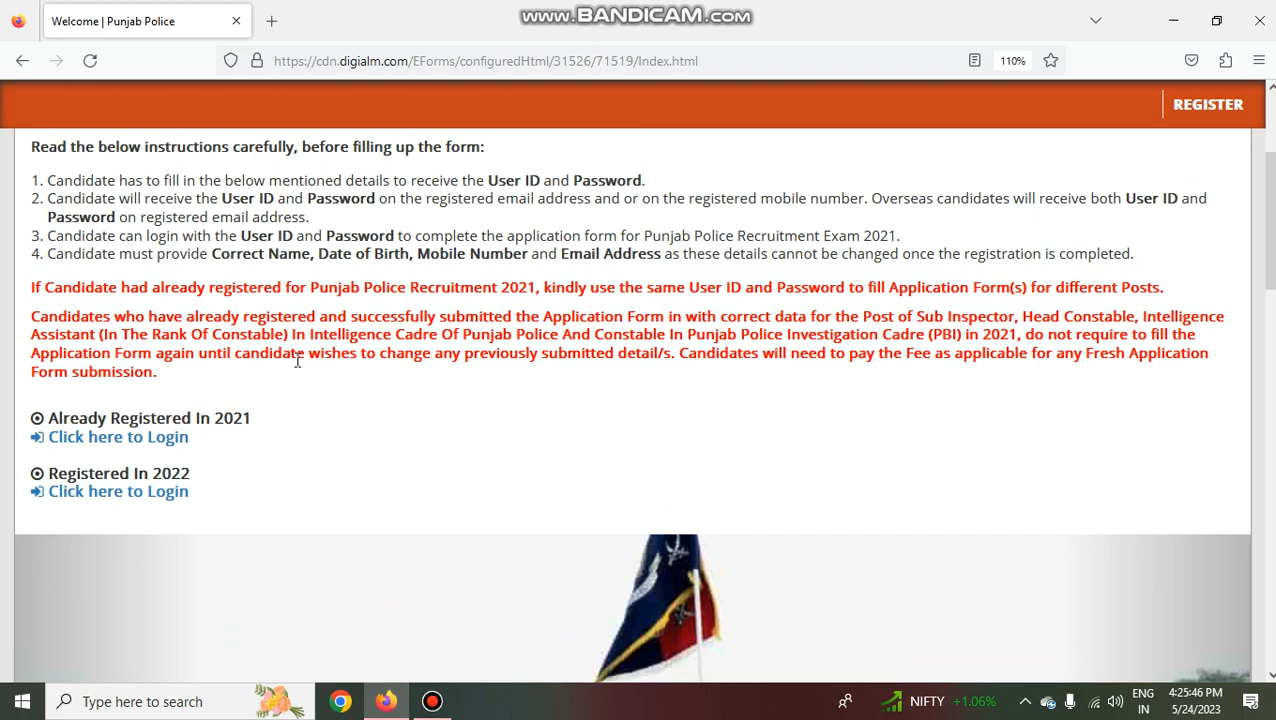 WWW.BANDICAM.COM
Welcome | Punjab Police
https://cdn.digialm.com/EForms/configuredHtml/31526/71519/Index.html
110%
REGISTER
Read the below instructions carefully, before filling up the form:
1. Candidate has to fill in the below mentioned details to receive the User ID and Password.
2. Candidate will receive the User ID and Password on the registered email address and or on the registered mobile number. Overseas candidates will receive both User ID and
Password on registered email address.
3. Candidate can login with the User ID and Password to complete the application form for Punjab Police Recruitment Exam 2021.
4. Candidate must provide Correct Name, Date of Birth, Mobile Number and Email Address as these details cannot be changed once the registration is completed.
If Candidate had already registered for Punjab Police Recruitment 2021, kindly use the same User ID and Password to fill Application Form(s) for different Posts.
Candidates who have already registered and successfully submitted the Application Form in with correct data for the Post of Sub Inspector, Head Constable, Intelligence
Assistant (In The Rank Of Constable) In Intelligence Cadre Of Punjab Police And Constable In Punjab Police Investigation Cadre (PBI) in 2021, do not require to fill the
Application Form again until candidate wishes to change any previously submitted detail/s. Candidates will need to pay the Fee as applicable for any Fresh Application
Form submission.
Already Registered In 2021
Click here to Login
Registered In 2022
Click here to Login
Type here to search
NIFTY +1.06%
ENG
IN
4:25:46 PM
5/24/2023